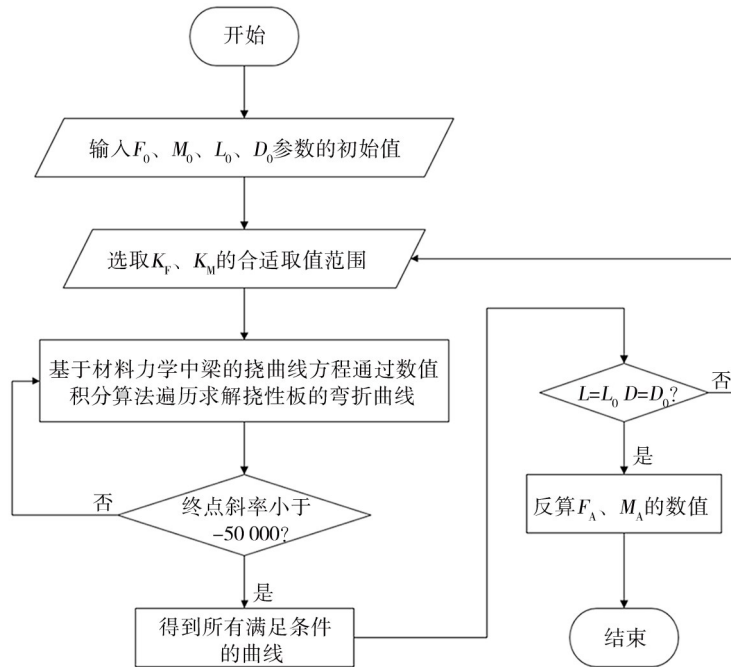 开始
输入F₀、M₀、L₀、D₀参数的初始值
选取K_F、K_M的合适取值范围
基于材料力学中梁的挠曲线方程通过数值
积分算法遍历求解挠性板的弯折曲线
否
终点斜率小于
-50 000?
是
得到所有满足条件
的曲线
L=L₀ D=D₀?
否
是
反算F_A、M_A的数值
结束